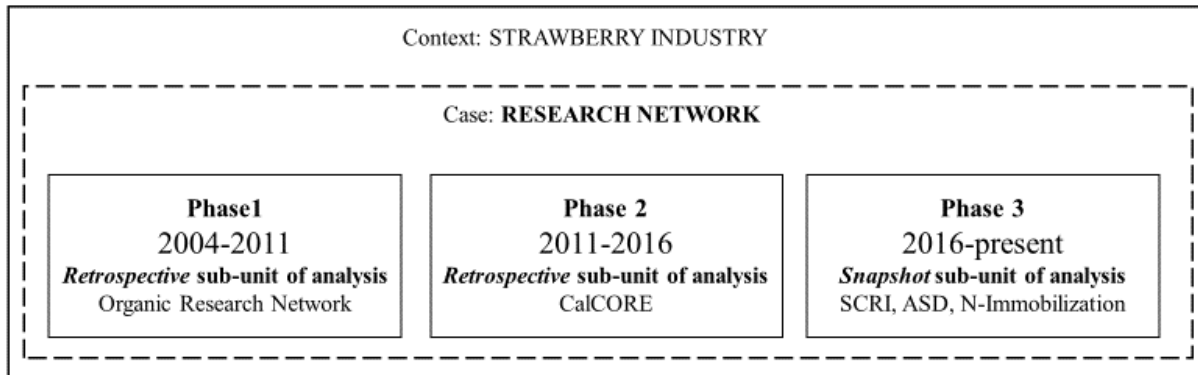 Context: STRAWBERRY INDUSTRY
Case: RESEARCH NETWORK
Phase1
2004-2011
Retrospective sub-unit of analysis
Organic Research Network
Phase 2
2011-2016
Retrospective sub-unit of analysis
CalCORE
Phase 3
2016-present
Snapshot sub-unit of analysis
SCRI, ASD, N-Immobilization